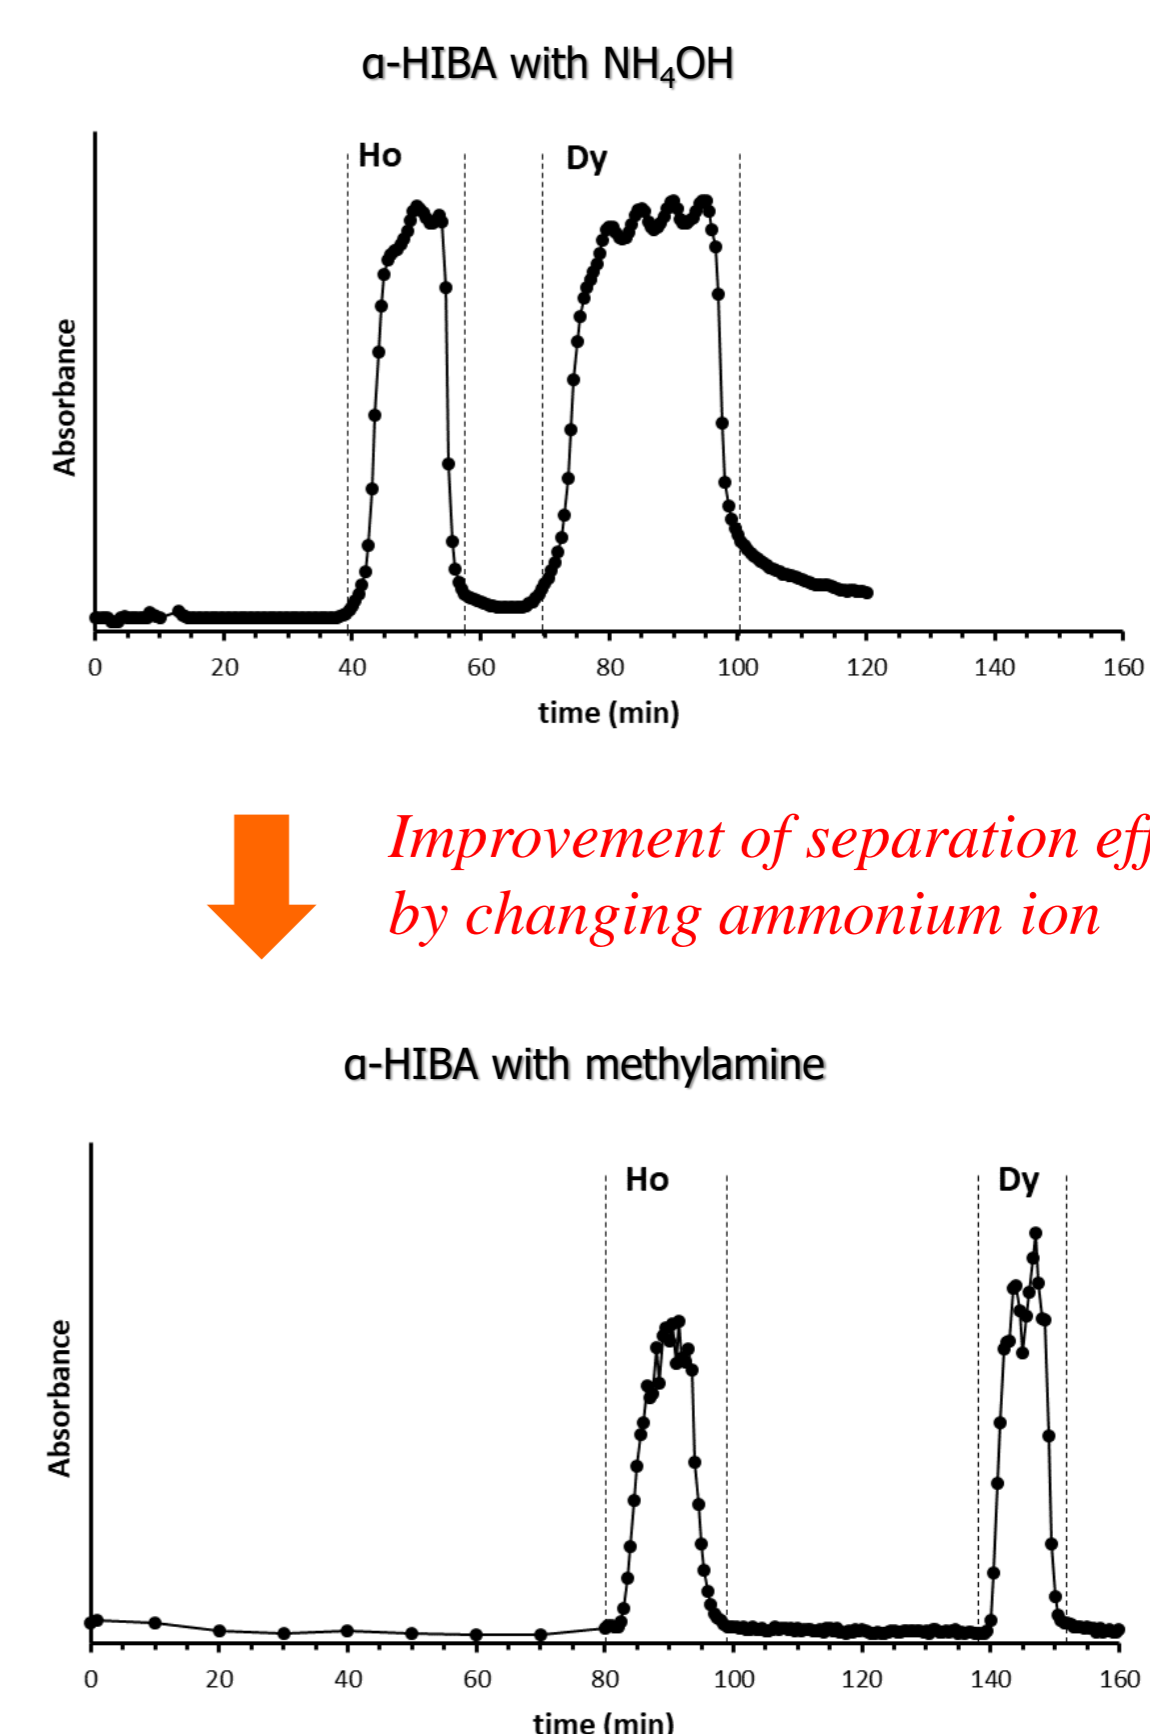 α-HIBA with NH₄OH
Ho
Dy
Absorbance
0 20 40 60 80 100 120 140 160
time (min)
Improvement of separation
by changing ammonium ion
α-HIBA with methylamine
Ho
Dy
Absorbance
0 20 40 60 80 100 120 140 160
time (min)